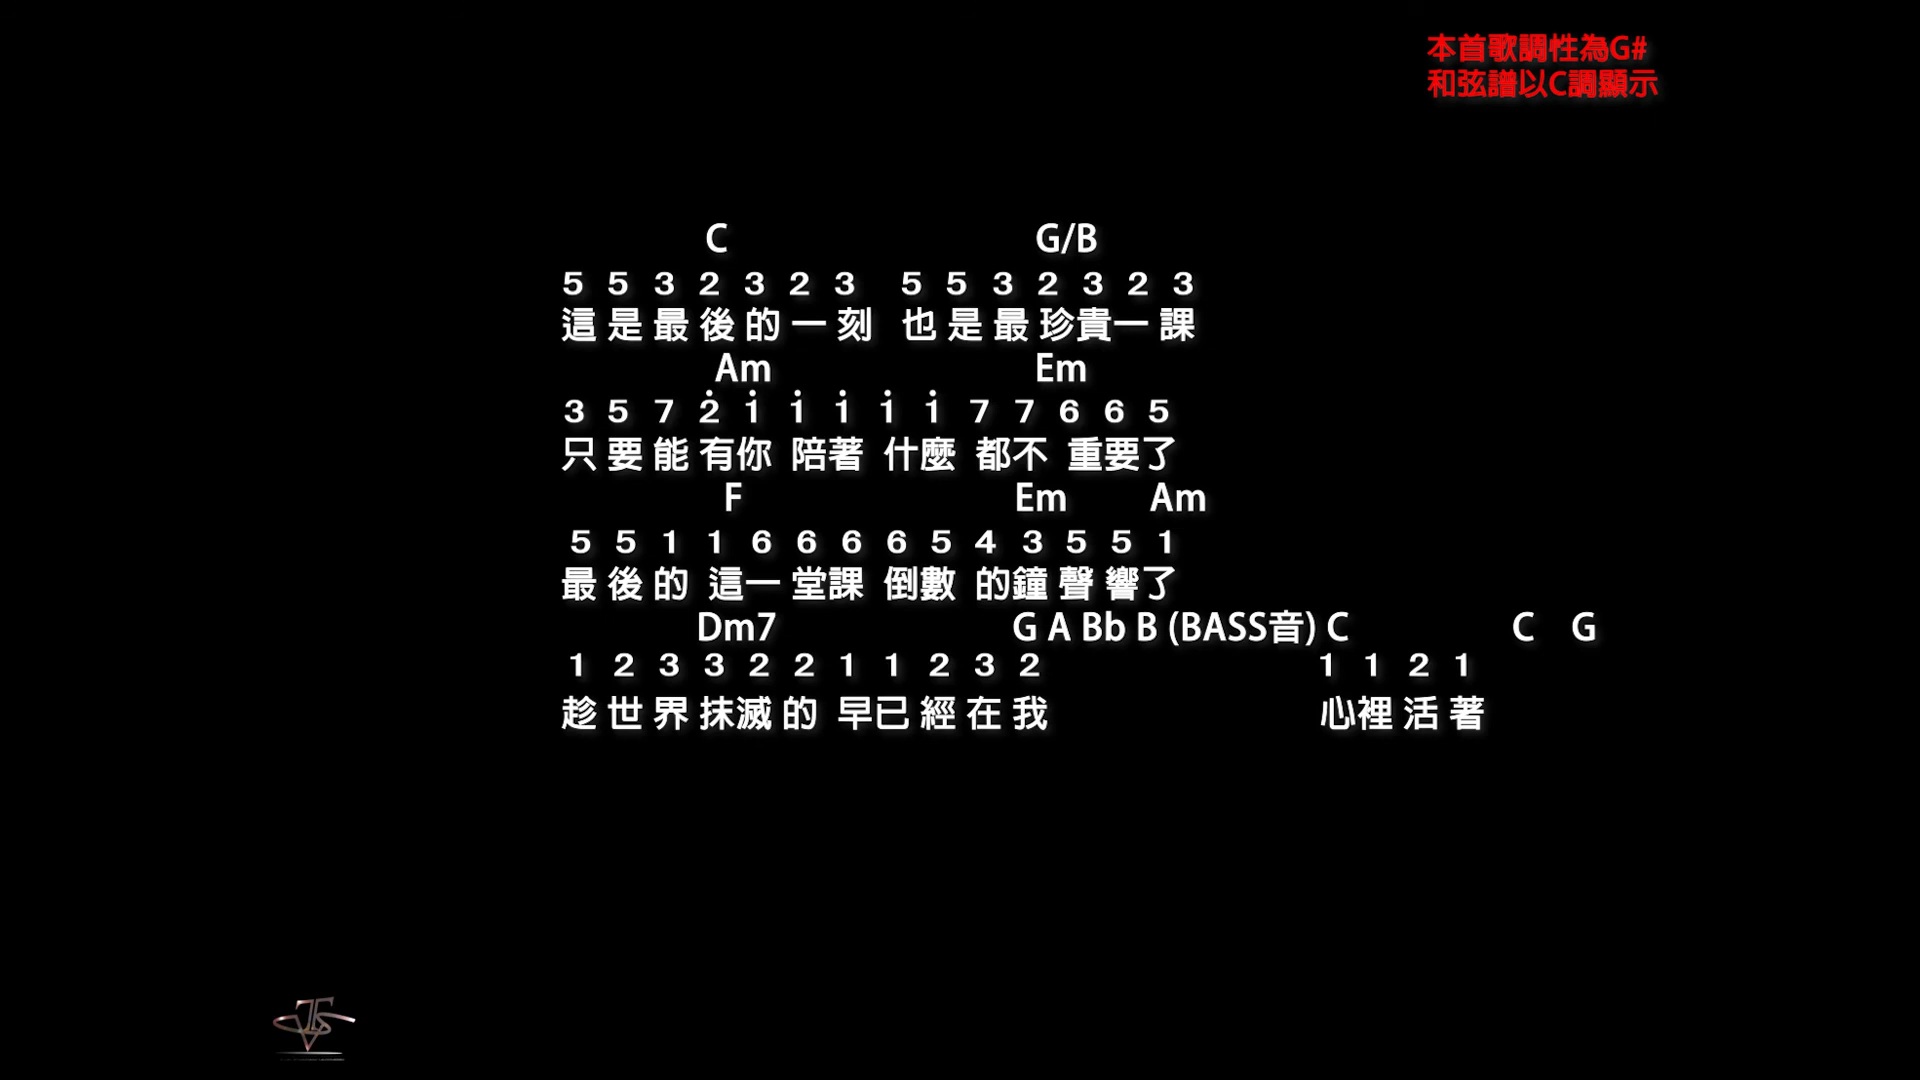 本首歌調性為G#
和弦譜以C調顯示
C G/B
5 5 3 2 3 2 3 5 5 3 2 3 2 3
這是最後的一刻 也是最珍貴一課
Am Em
3 5 7 2̇ 1̇ 1̇ 1̇ 1̇ 1̇ 7 7 6 6 5
只要能有你 陪著 什麼 都不 重要了
F Em Am
5 5 1 1 6 6 6 6 5 4 3 5 5 1
最後的 這一堂課 倒數 的鐘聲響了
Dm7 G A Bb B (BASS音) C C G
1 2 3 3 2 2 1 1 2 3 2 1 1 2 1
趁世界抹滅的 早已經在我 心裡活著